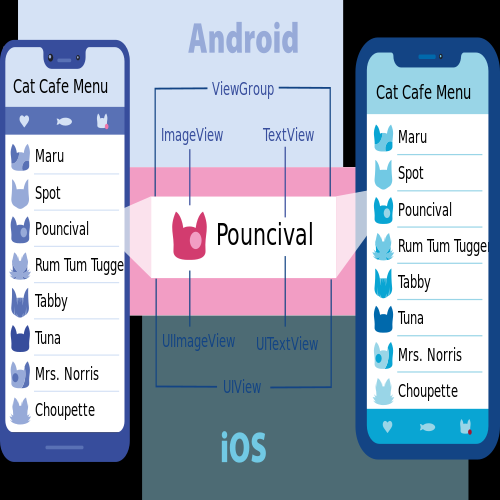 Android
ViewGroup
ImageView
TextView
Cat Cafe Menu
Maru
Spot
Pouncival
Rum Tum Tugge
Tabby
Tuna
Mrs. Norris
Choupette
Pouncival
Cat Cafe Menu
Maru
Spot
Pouncival
Rum Tum Tugger
Tabby
Tuna
Mrs. Norris
Choupette
UIImageView
UITextView
UIView
iOS